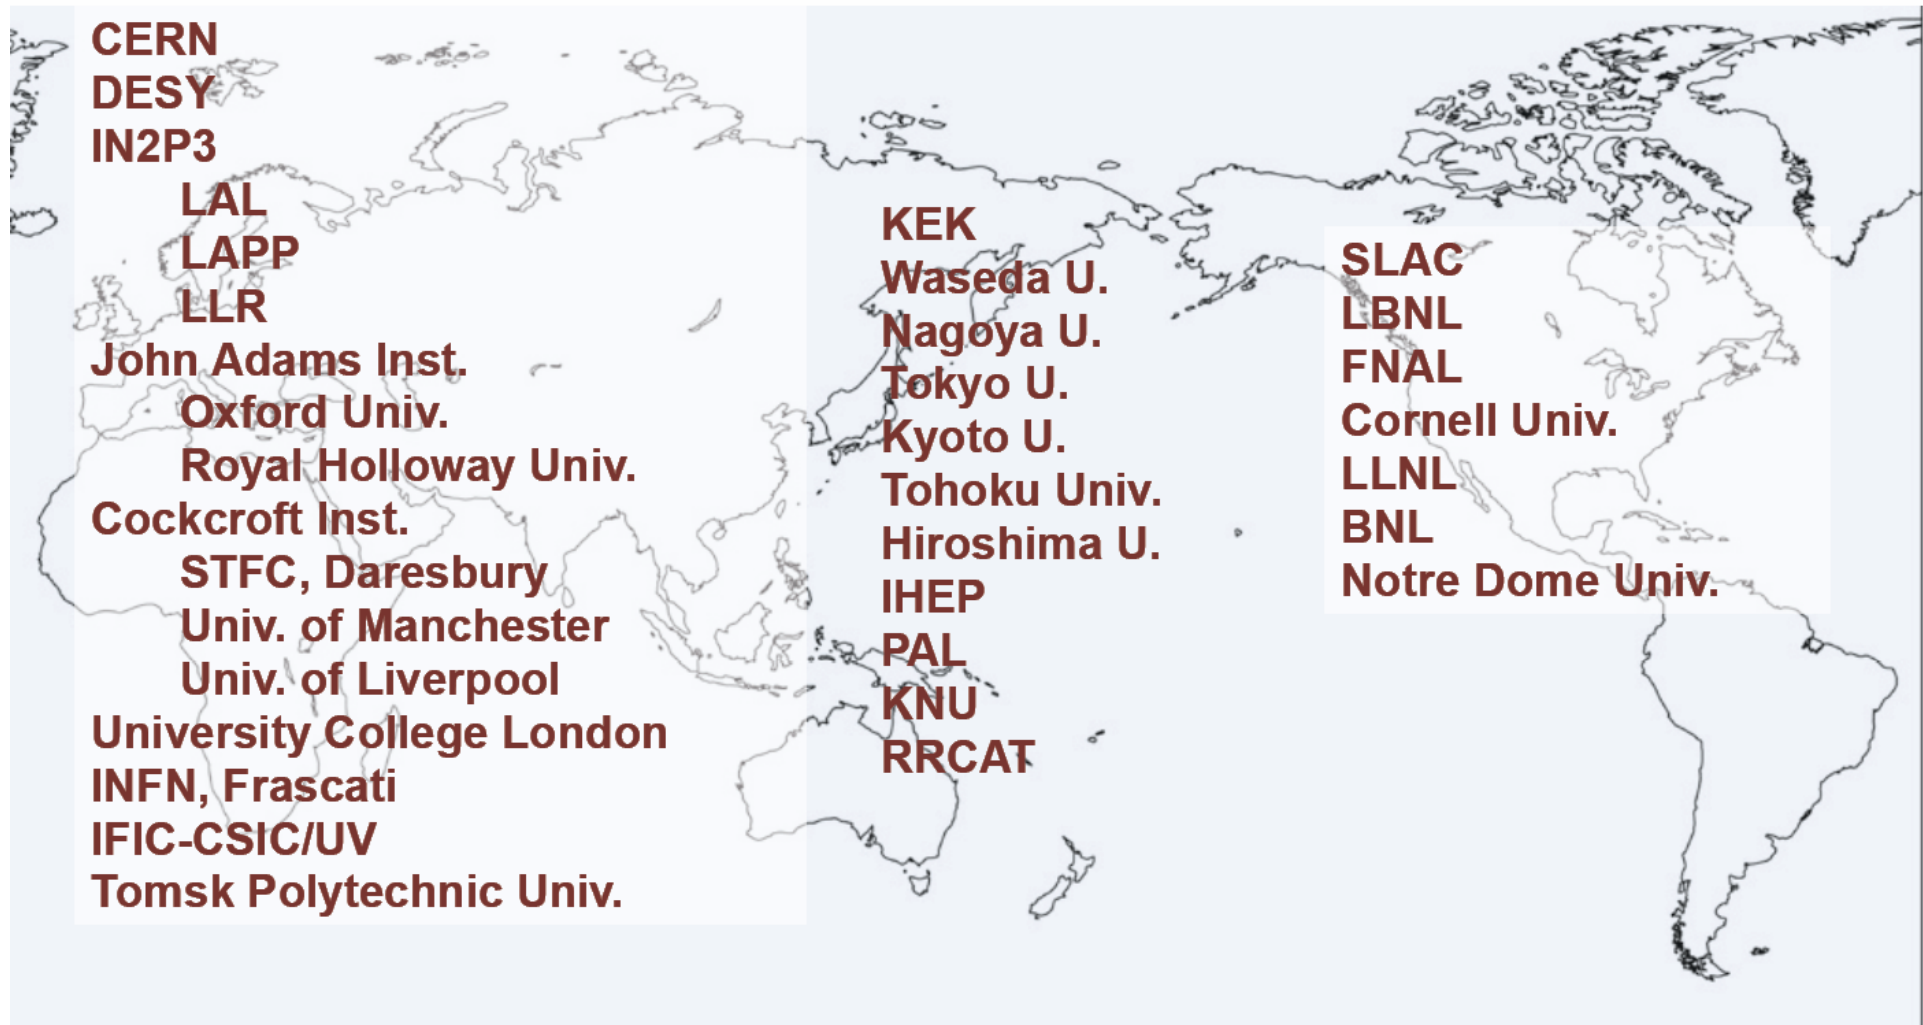 CERN
DESY
IN2P3
LAL
LAPP
LLR
John Adams Inst.
Oxford Univ.
Royal Holloway Univ.
Cockcroft Inst.
STFC, Daresbury
Univ. of Manchester
Univ. of Liverpool
University College London
INFN, Frascati
IFIC-CSIC/UV
Tomsk Polytechnic Univ.
KEK
Waseda U.
Nagoya U.
Tokyo U.
Kyoto U.
Tohoku Univ.
Hiroshima U.
IHEP
PAL
KNU
RRCAT
SLAC
LBNL
FNAL
Cornell Univ.
LLNL
BNL
Notre Dome Univ.